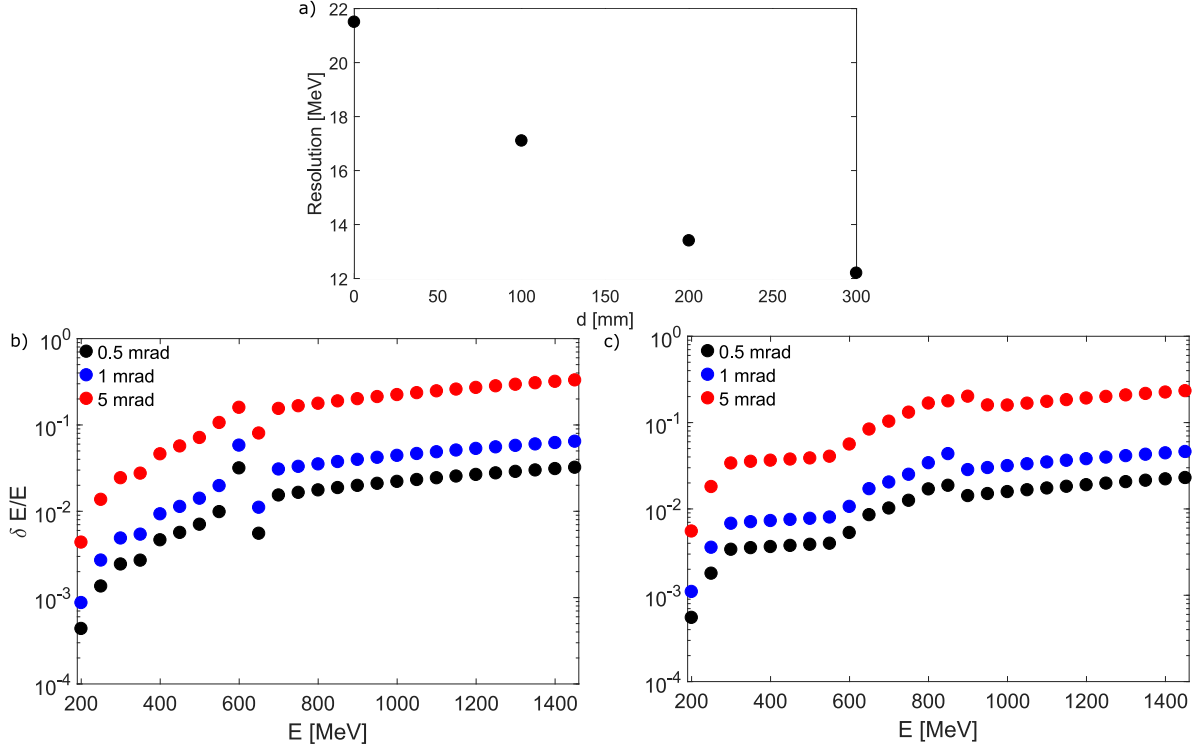 a)
22
20
18
16
14
12
Resolution [MeV]
0 50 100 150 200 250 300
d [mm]
b)
10^0
10^-1
10^-2
10^-3
10^-4
δ E/E
0.5 mrad
1 mrad
5 mrad
200 400 600 800 1000 1200 1400
E [MeV]
c)
10^0
10^-1
10^-2
10^-3
10^-4
0.5 mrad
1 mrad
5 mrad
200 400 600 800 1000 1200 1400
E [MeV]